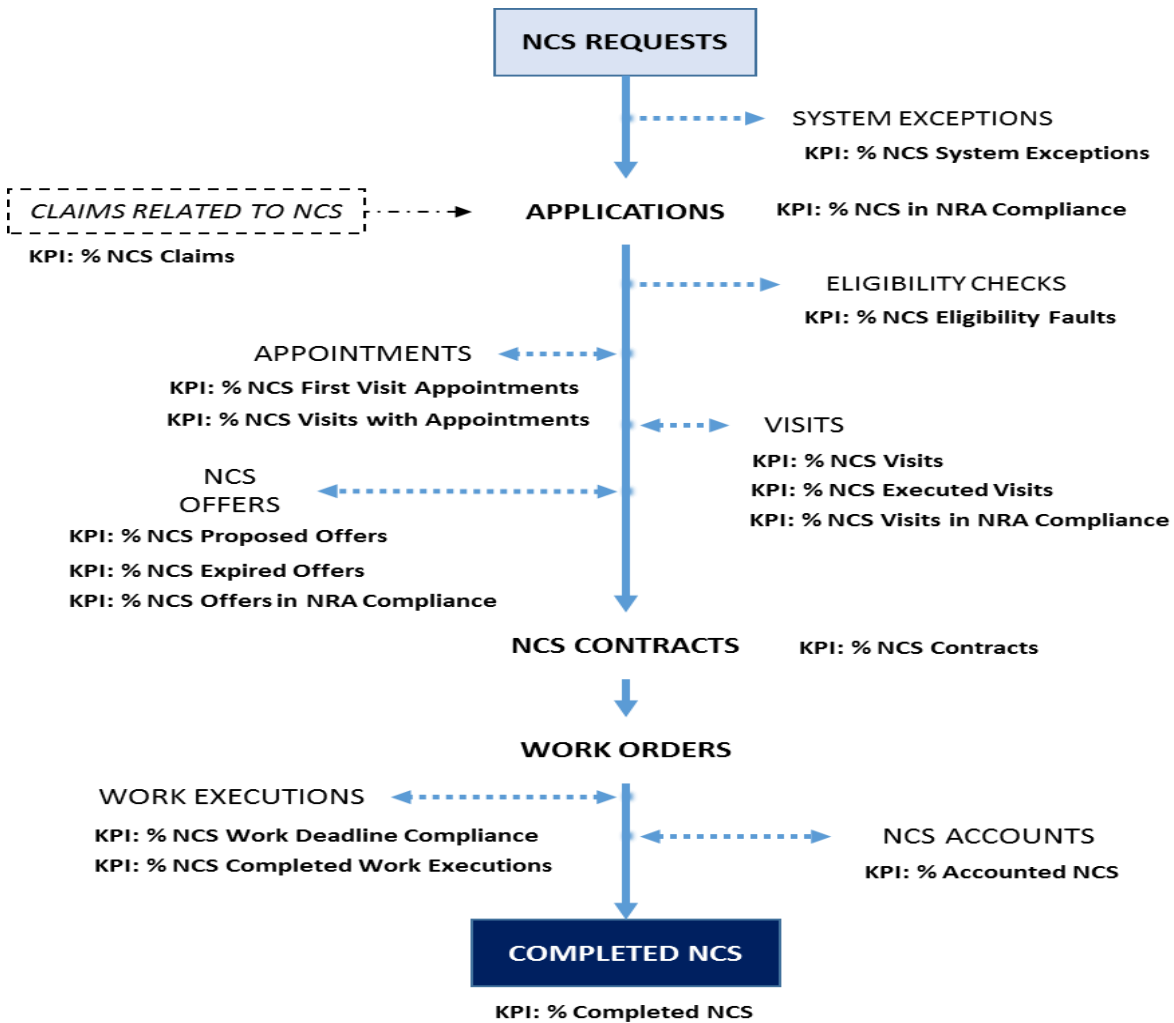 NCS REQUESTS
SYSTEM EXCEPTIONS
KPI: % NCS System Exceptions
CLAIMS RELATED TO NCS
KPI: % NCS Claims
APPLICATIONS
KPI: % NCS in NRA Compliance
ELIGIBILITY CHECKS
KPI: % NCS Eligibility Faults
APPOINTMENTS
KPI: % NCS First Visit Appointments
KPI: % NCS Visits with Appointments
VISITS
KPI: % NCS Visits
KPI: % NCS Executed Visits
KPI: % NCS Visits in NRA Compliance
NCS
OFFERS
KPI: % NCS Proposed Offers
KPI: % NCS Expired Offers
KPI: % NCS Offers in NRA Compliance
NCS CONTRACTS
KPI: % NCS Contracts
WORK ORDERS
WORK EXECUTIONS
KPI: % NCS Work Deadline Compliance
KPI: % NCS Completed Work Executions
NCS ACCOUNTS
KPI: % Accounted NCS
COMPLETED NCS
KPI: % Completed NCS